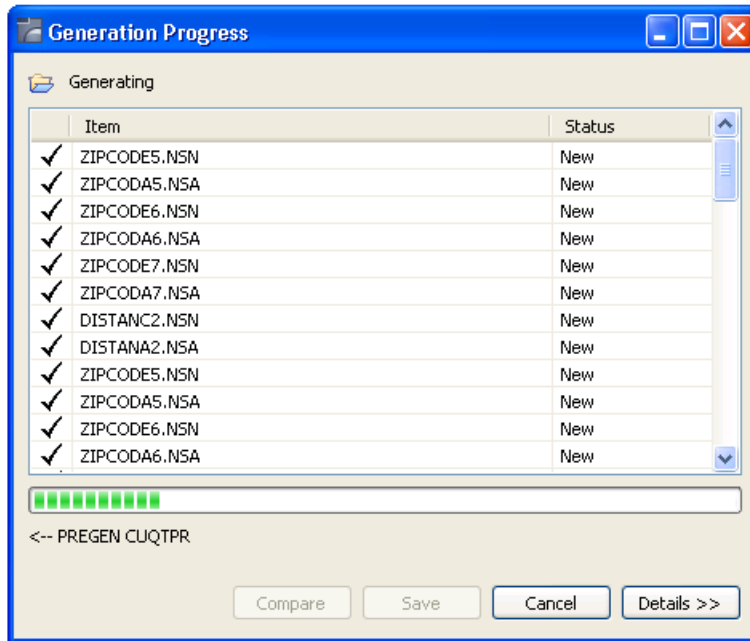 Generation Progress
Generating
Item Status
ZIPCODE5.NSN New
ZIPCODA5.NSA New
ZIPCODE6.NSN New
ZIPCODA6.NSA New
ZIPCODE7.NSN New
ZIPCODA7.NSA New
DISTANC2.NSN New
DISTANA2.NSA New
ZIPCODE5.NSN New
ZIPCODA5.NSA New
ZIPCODE6.NSN New
ZIPCODA6.NSA New
<-- PREGEN CUQTPR
Compare Save Cancel Details >>